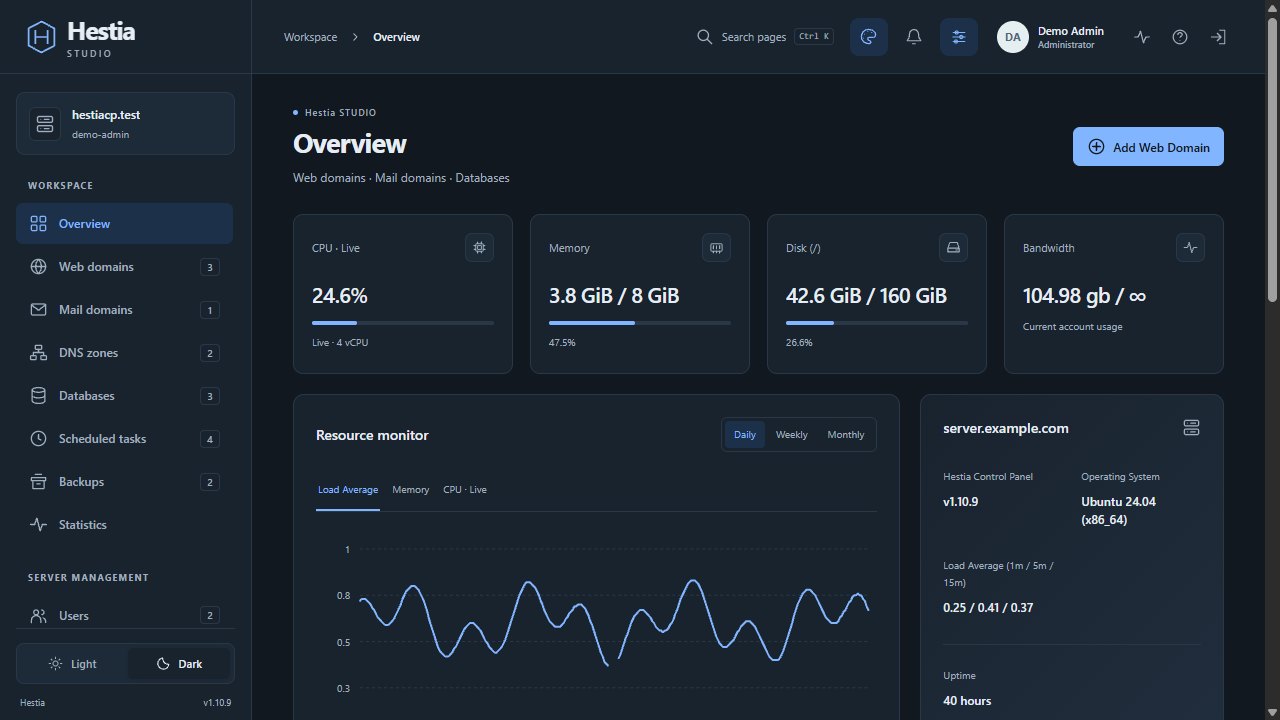 Hestia
STUDIO
hestiacp.test
demo-admin
WORKSPACE
Overview
Web domains 3
Mail domains 1
DNS zones 2
Databases 3
Scheduled tasks 4
Backups 2
Statistics
SERVER MANAGEMENT
Users 2
Light Dark
Hestia v1.10.9
Workspace > Overview
Search pages Ctrl K
DA
Demo Admin
Administrator
Hestia STUDIO
Overview
Web domains · Mail domains · Databases
Add Web Domain
CPU · Live
24.6%
Live · 4 vCPU
Memory
3.8 GiB / 8 GiB
47.5%
Disk (/)
42.6 GiB / 160 GiB
26.6%
Bandwidth
104.98 gb / ∞
Current account usage
Resource monitor
Daily Weekly Monthly
Load Average Memory CPU · Live
1
0.8
0.5
0.3
server.example.com
Hestia Control Panel
v1.10.9
Operating System
Ubuntu 24.04
(x86_64)
Load Average (1m / 5m /
15m)
0.25 / 0.41 / 0.37
Uptime
40 hours